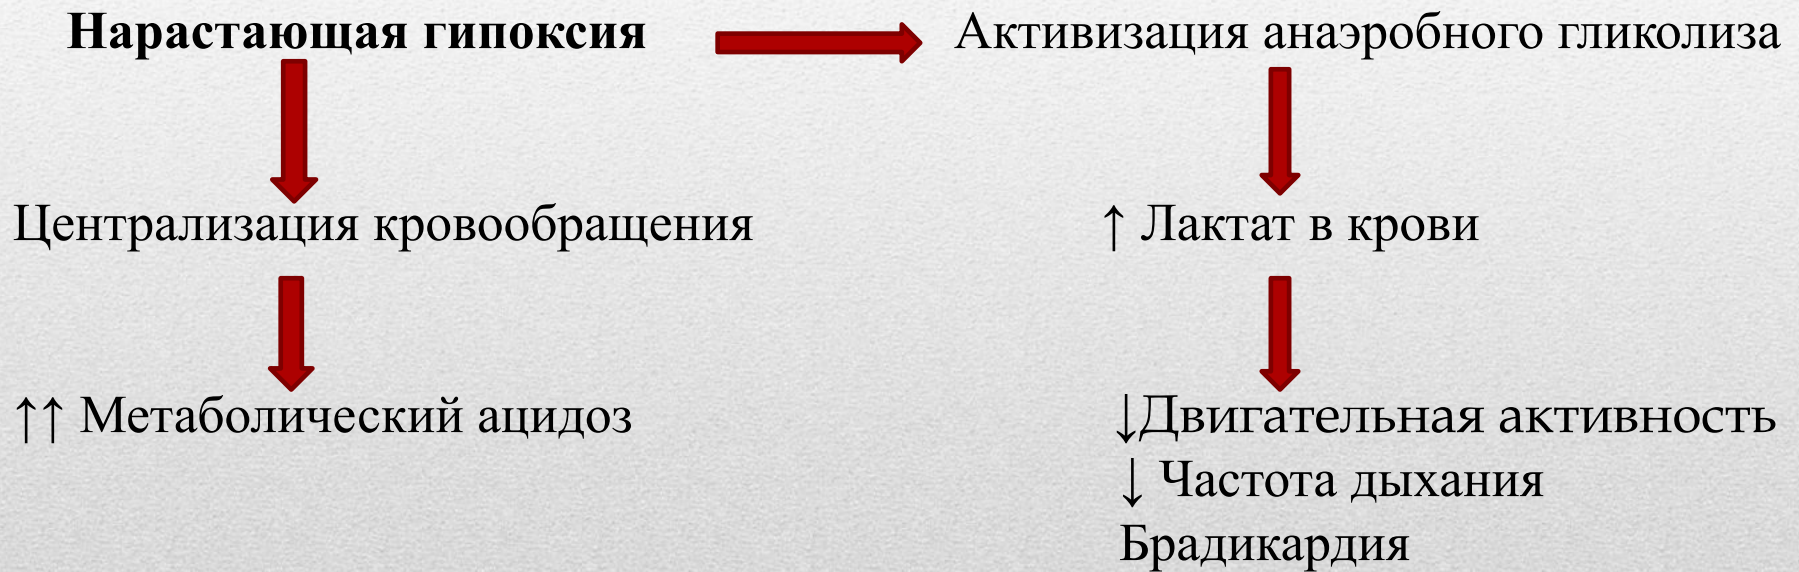 Нарастающая гипоксия
Активизация анаэробного гликолиза
Централизация кровообращения
↑ Лактат в крови
↑↑ Метаболический ацидоз
↓Двигательная активность
↓ Частота дыхания
Брадикардия